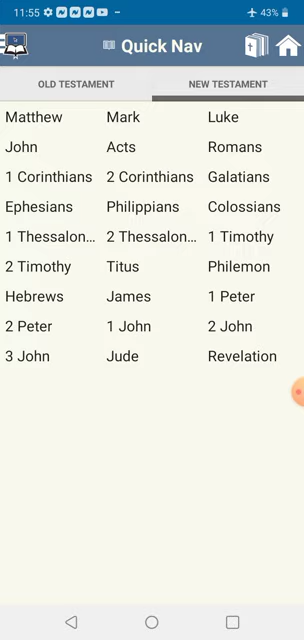 11:55 43%
Quick Nav
OLD TESTAMENT NEW TESTAMENT
Matthew Mark Luke
John Acts Romans
1 Corinthians 2 Corinthians Galatians
Ephesians Philippians Colossians
1 Thessalon... 2 Thessalon... 1 Timothy
2 Timothy Titus Philemon
Hebrews James 1 Peter
2 Peter 1 John 2 John
3 John Jude Revelation